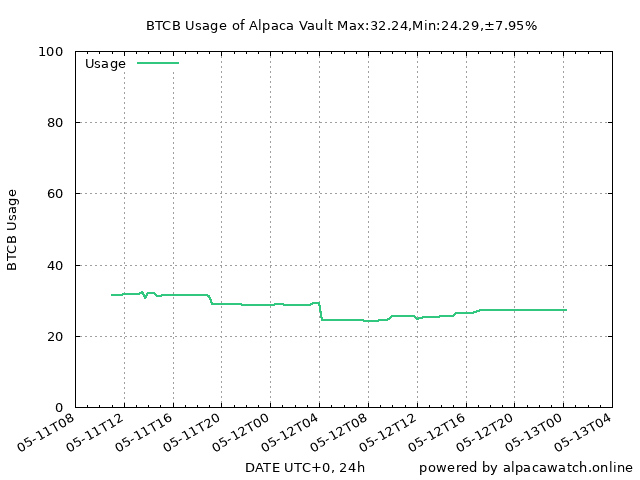 BTCB Usage of Alpaca Vault Max:32.24,Min:24.29,±7.95%
Usage
100
80
60
40
20
0
BTCB Usage
05-11T08
05-11T12
05-11T16
05-11T20
05-12T00
05-12T04
05-12T08
05-12T12
05-12T16
05-12T20
05-13T00
05-13T04
DATE UTC+0, 24h
powered by alpacawatch.online